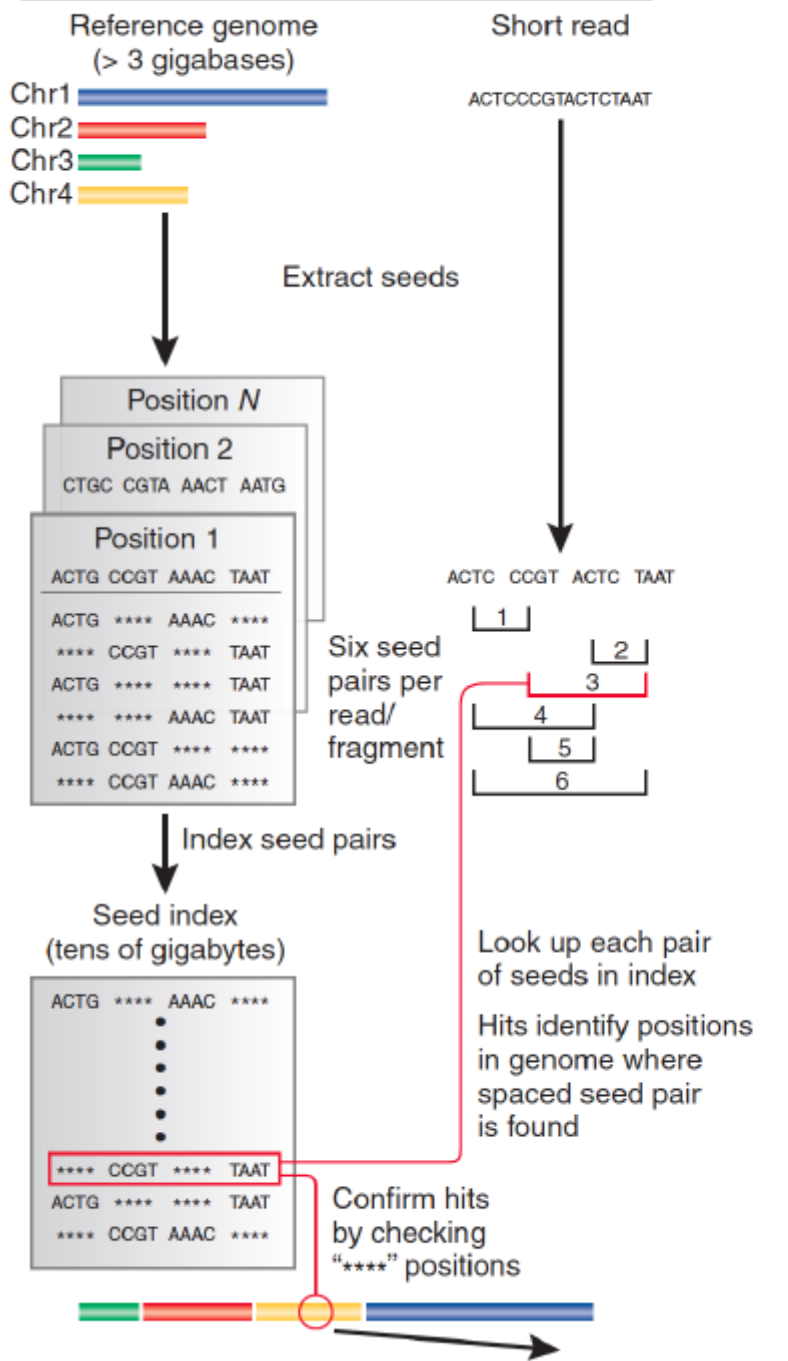 Reference genome
(> 3 gigabases)
Chr1
Chr2
Chr3
Chr4
Short read
ACTCCCGTACTCTAAT
Extract seeds
Position N
Position 2
CTGC CGTA AACT AATG
Position 1
ACTG CCGT AAAC TAAT
ACTG **** AAAC ****
**** CCGT **** TAAT
ACTG **** **** TAAT
**** **** AAAC TAAT
ACTG CCGT **** ****
**** CCGT AAAC ****
Six seed
pairs per
read/
fragment
ACTC CCGT ACTC TAAT
1
2
3
4
5
6
Index seed pairs
Seed index
(tens of gigabytes)
ACTG **** AAAC ****
**** CCGT **** TAAT
ACTG **** **** TAAT
**** CCGT AAAC ****
Look up each pair
of seeds in index
Hits identify positions
in genome where
spaced seed pair
is found
Confirm hits
by checking
“****” positions